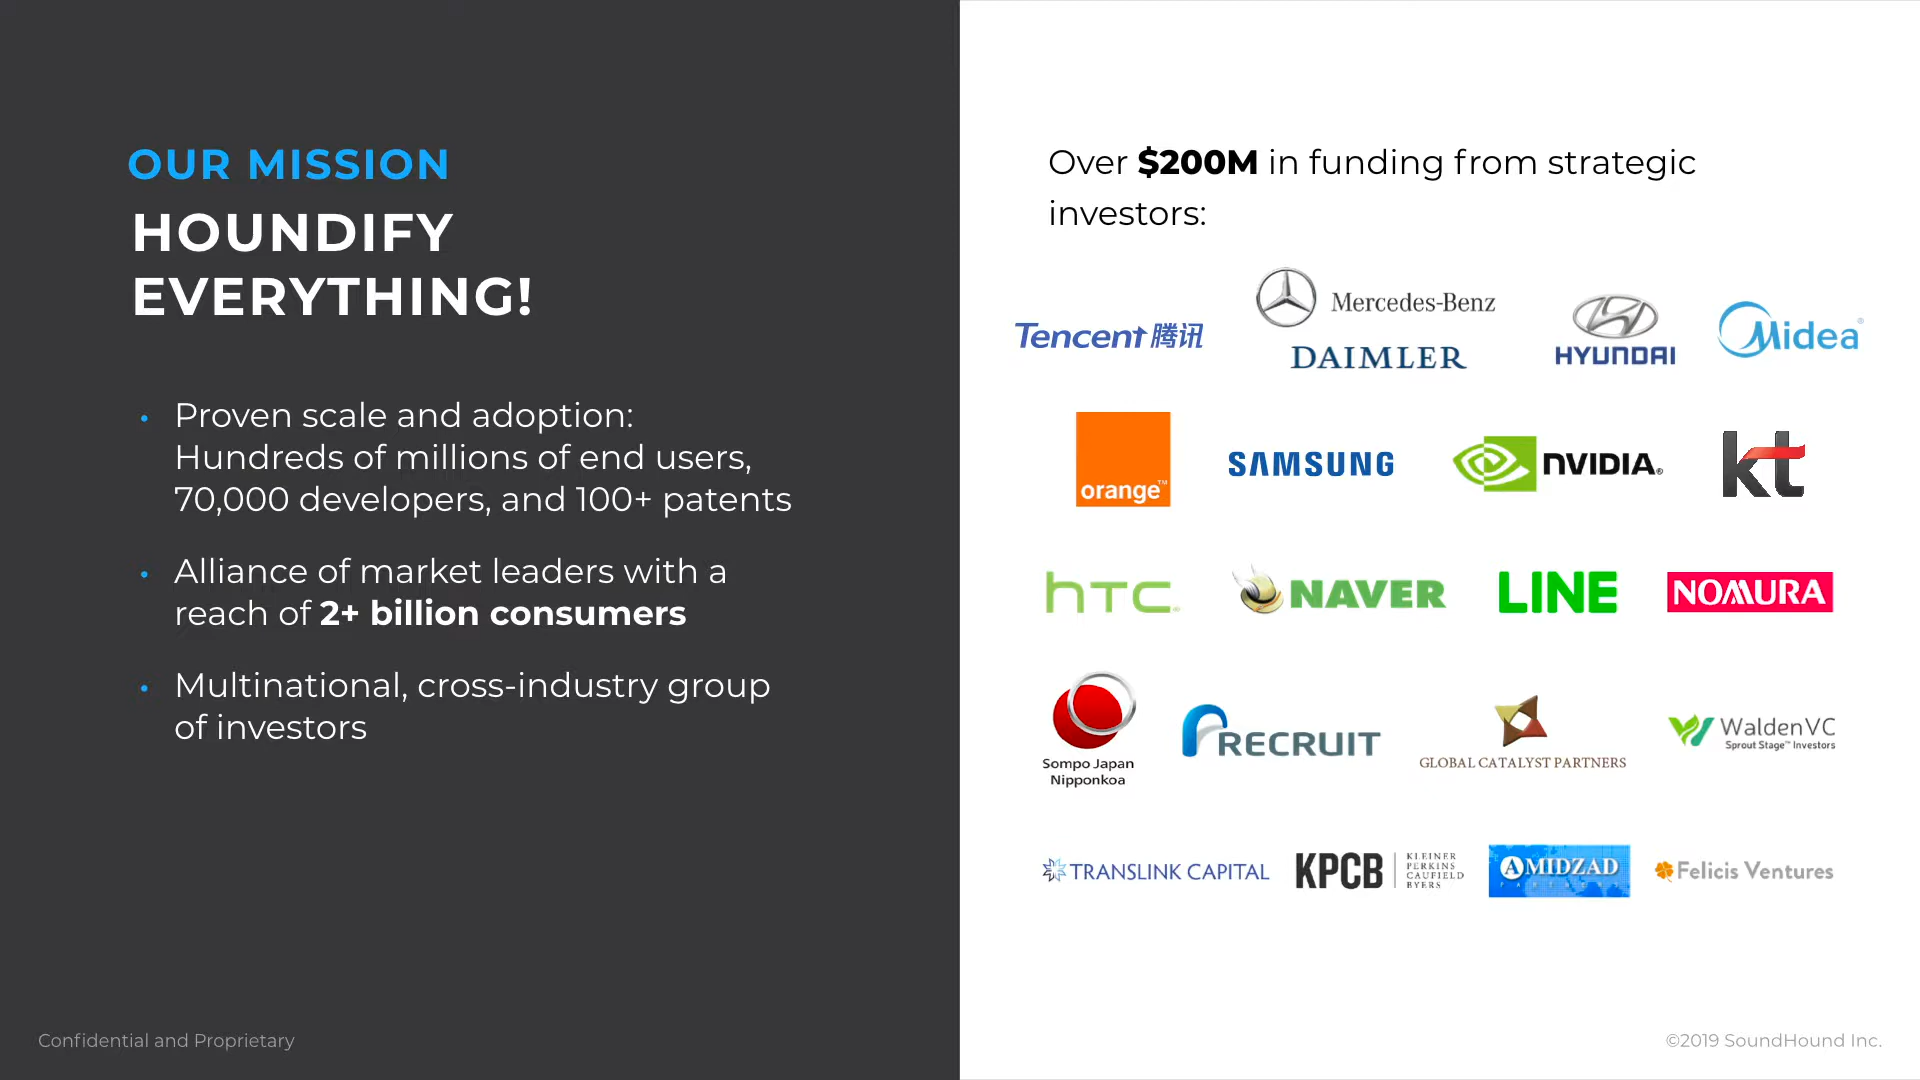 OUR MISSION
HOUNDIFY
EVERYTHING!
• Proven scale and adoption:
Hundreds of millions of end users,
70,000 developers, and 100+ patents
• Alliance of market leaders with a
reach of 2+ billion consumers
• Multinational, cross-industry group
of investors
Confidential and Proprietary
Over $200M in funding from strategic
investors:
Tencent 腾讯
Mercedes-Benz
DAIMLER
HYUNDAI
Midea®
orange™
SAMSUNG
NVIDIA®
kt
hTC
NAVER
LINE
NOMURA
Sompo Japan
Nipponkoa
RECRUIT
GLOBAL CATALYST PARTNERS
WaldenVC
Sprout Stage™ Investors
TRANSLINK CAPITAL
KPCB
KLEINER
PERKINS
CAUFIELD
BYERS
AMIDZAD
PARTNERS
Felicis Ventures
©2019 SoundHound Inc.